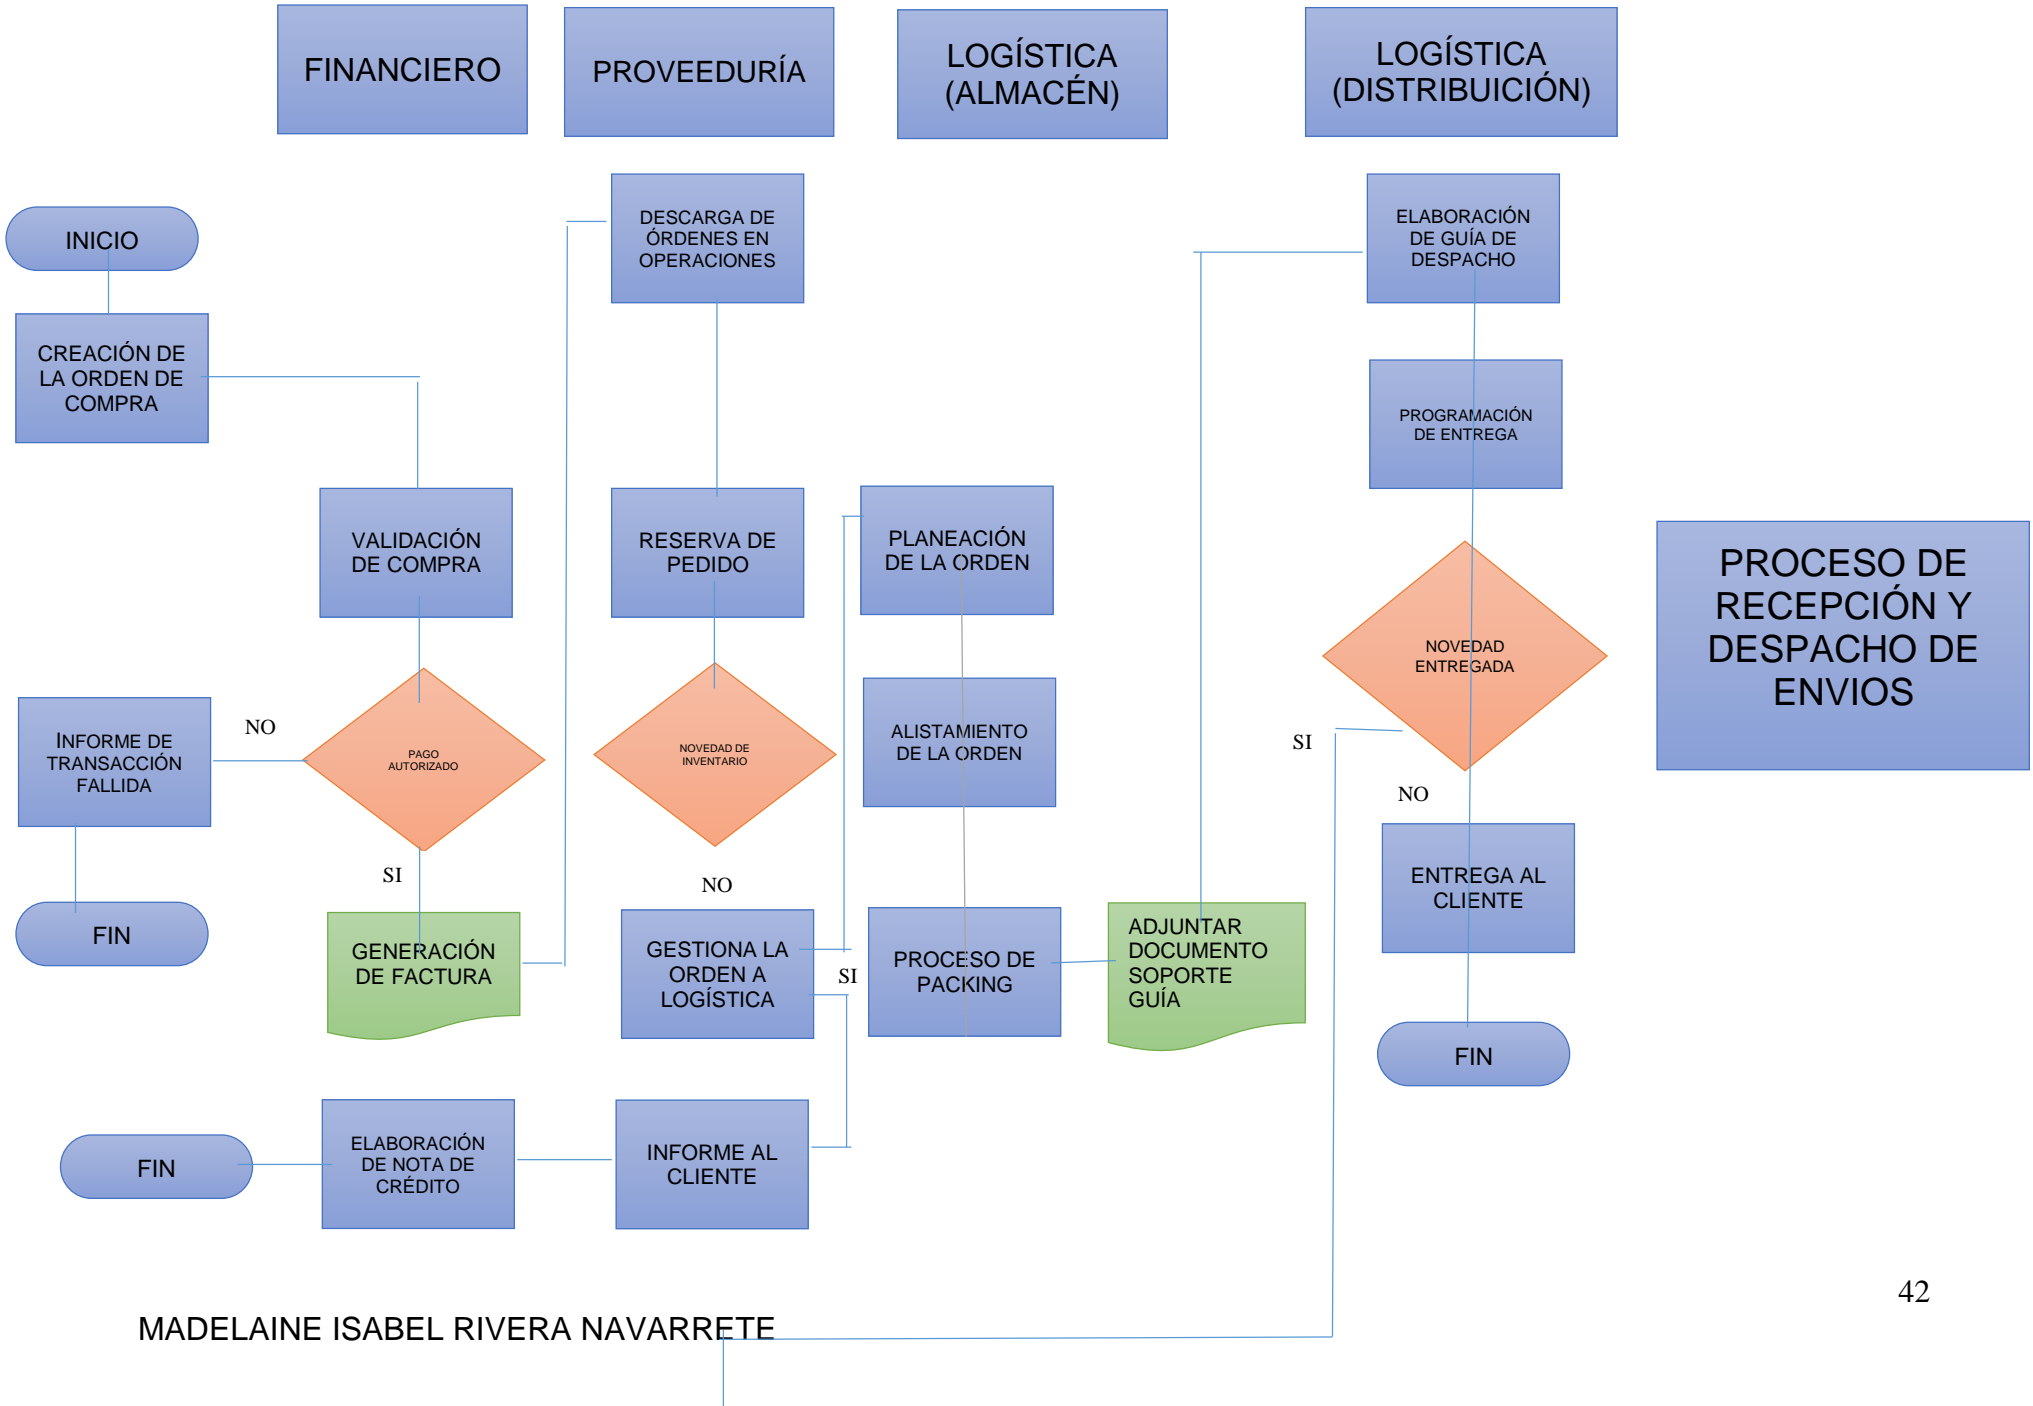 FINANCIERO
PROVEEDURÍA
LOGÍSTICA
(ALMACÉN)
LOGÍSTICA
(DISTRIBUICIÓN)
INICIO
CREACIÓN DE
LA ORDEN DE
COMPRA
VALIDACIÓN
DE COMPRA
PAGO
AUTORIZADO
NO
INFORME DE
TRANSACCIÓN
FALLIDA
FIN
SI
GENERACIÓN
DE FACTURA
DESCARGA DE
ÓRDENES EN
OPERACIONES
RESERVA DE
PEDIDO
NOVEDAD DE
INVENTARIO
NO
GESTIONA LA
ORDEN A
LOGÍSTICA
SI
INFORME AL
CLIENTE
ELABORACIÓN
DE NOTA DE
CRÉDITO
FIN
PLANEACIÓN
DE LA ORDEN
ALISTAMIENTO
DE LA ORDEN
PROCESO DE
PACKING
ADJUNTAR
DOCUMENTO
SOPORTE
GUÍA
ELABORACIÓN
DE GUÍA DE
DESPACHO
PROGRAMACIÓN
DE ENTREGA
NOVEDAD
ENTREGADA
SI
NO
ENTREGA AL
CLIENTE
FIN
PROCESO DE
RECEPCIÓN Y
DESPACHO DE
ENVIOS
42
MADELAINE ISABEL RIVERA NAVARRETE